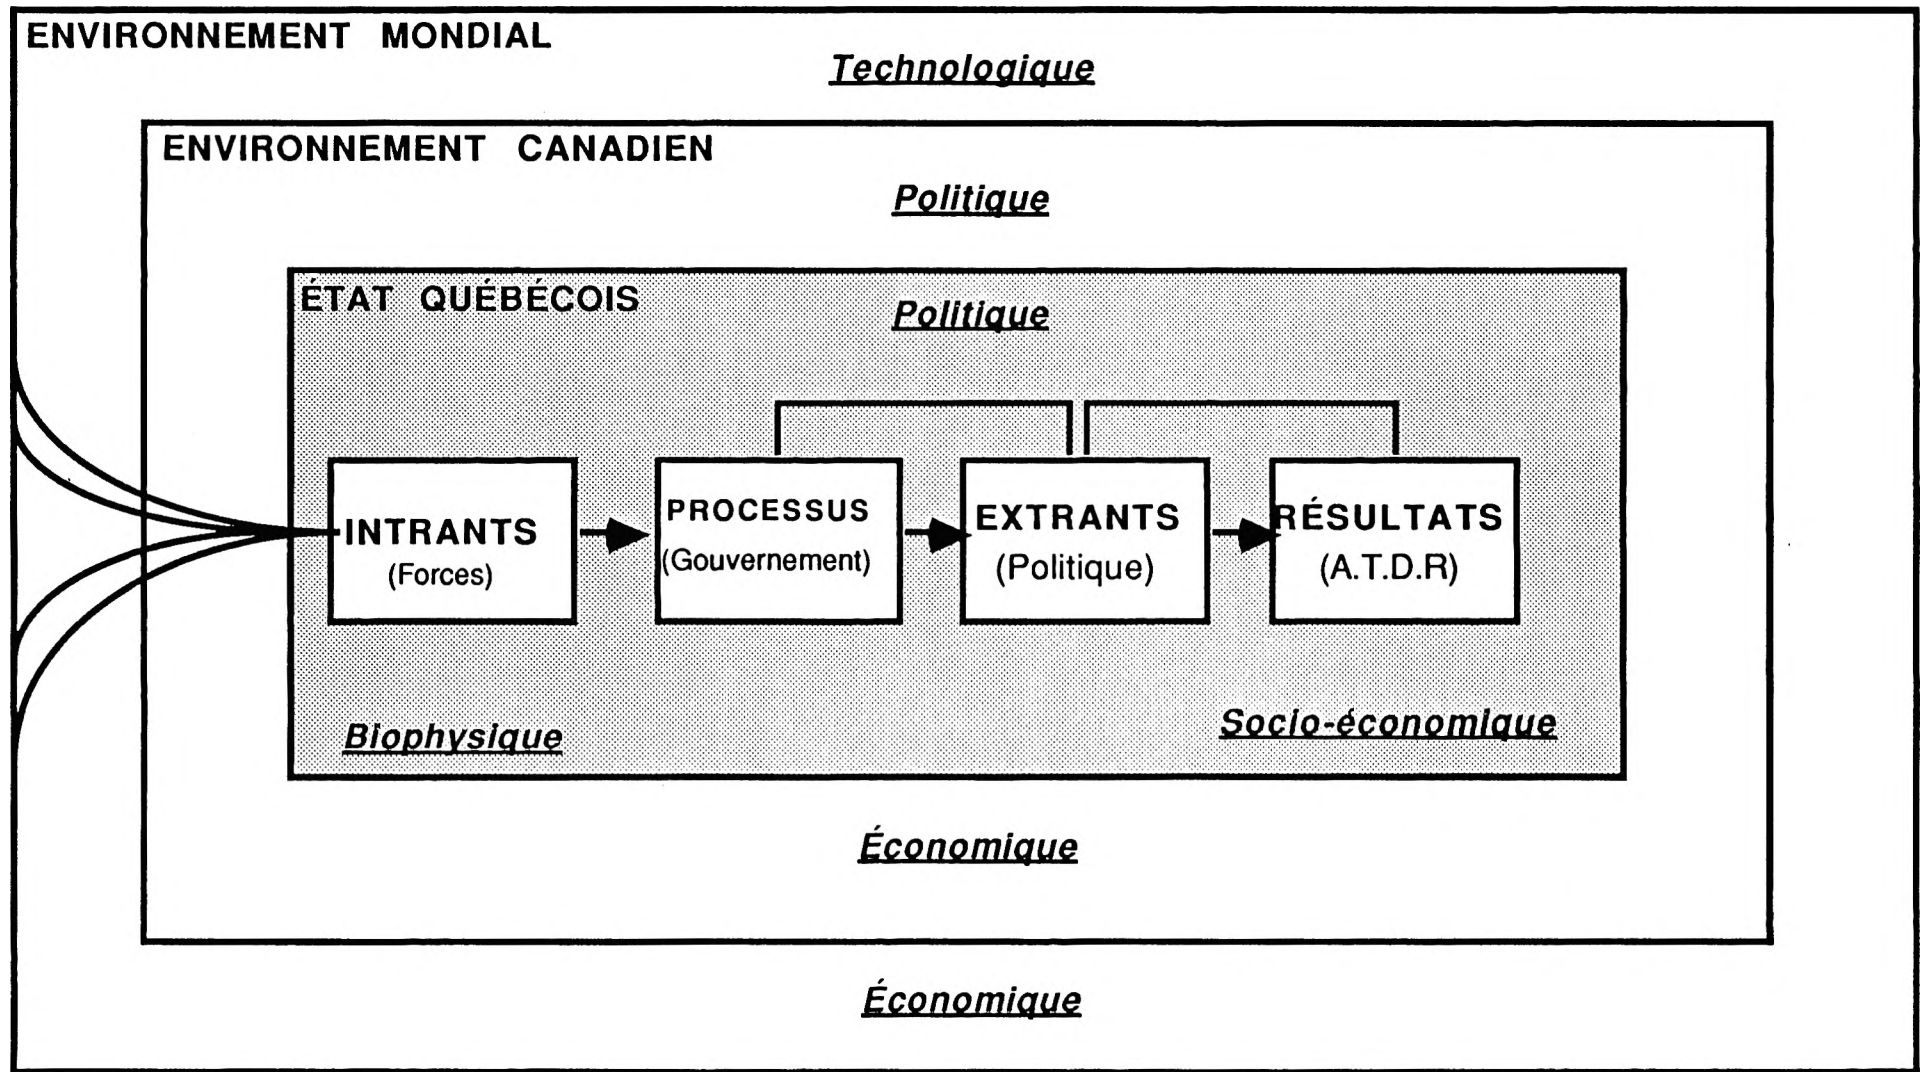 ENVIRONNEMENT MONDIAL
Technologique
ENVIRONNEMENT CANADIEN
Politique
ÉTAT QUÉBÉCOIS
Politique
INTRANTS
(Forces)
PROCESSUS
(Gouvernement)
EXTRANTS
(Politique)
RÉSULTATS
(A.T.D.R)
Biophysique
Socio-économique
Économique
Économique